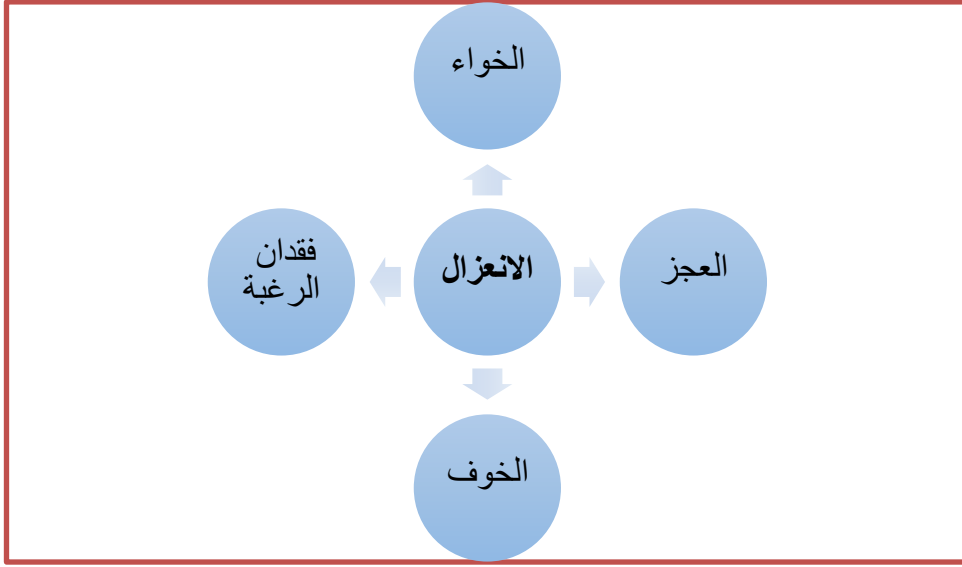 الخواء
العجز
الانعزال
فقدان
الرغبة
الخوف